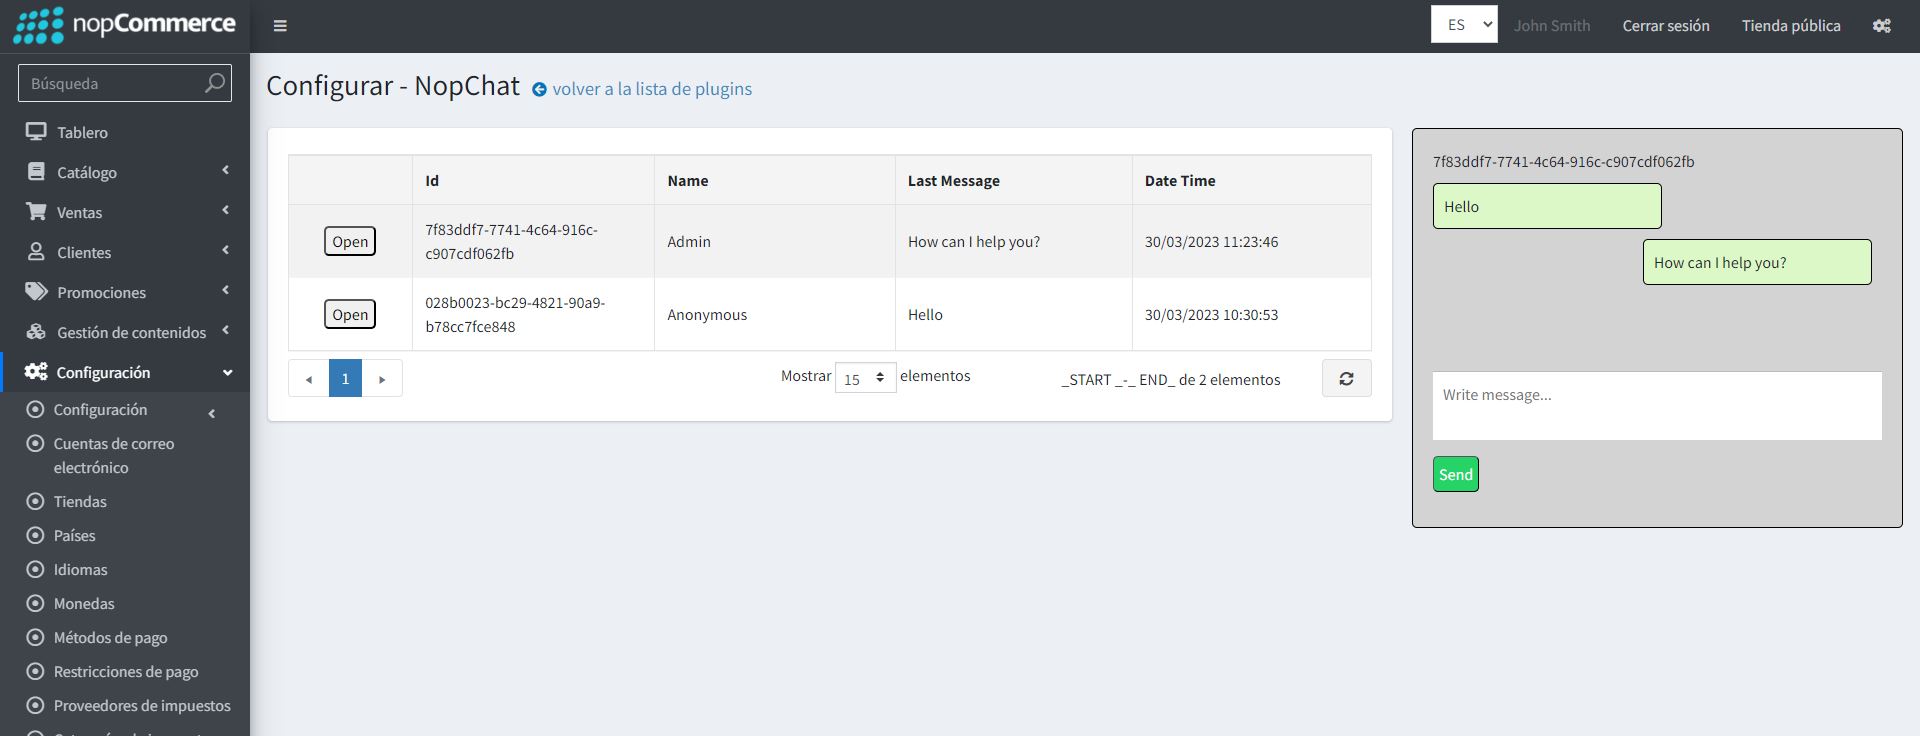 nopCommerce
ES
John Smith
Cerrar sesión
Tienda pública
Búsqueda
Tablero
Catálogo
Ventas
Clientes
Promociones
Gestión de contenidos
Configuración
Configuración
Cuentas de correo
electrónico
Tiendas
Países
Idiomas
Monedas
Métodos de pago
Restricciones de pago
Proveedores de impuestos
Configurar - NopChat volver a la lista de plugins
Id Name Last Message Date Time
Open 7f83ddf7-7741-4c64-916c-
c907cdf062fb Admin How can I help you? 30/03/2023 11:23:46
Open 028b0023-bc29-4821-90a9-
b78cc7fce848 Anonymous Hello 30/03/2023 10:30:53
1 Mostrar 15 elementos _START _-_ END_ de 2 elementos
7f83ddf7-7741-4c64-916c-c907cdf062fb
Hello
How can I help you?
Write message...
Send